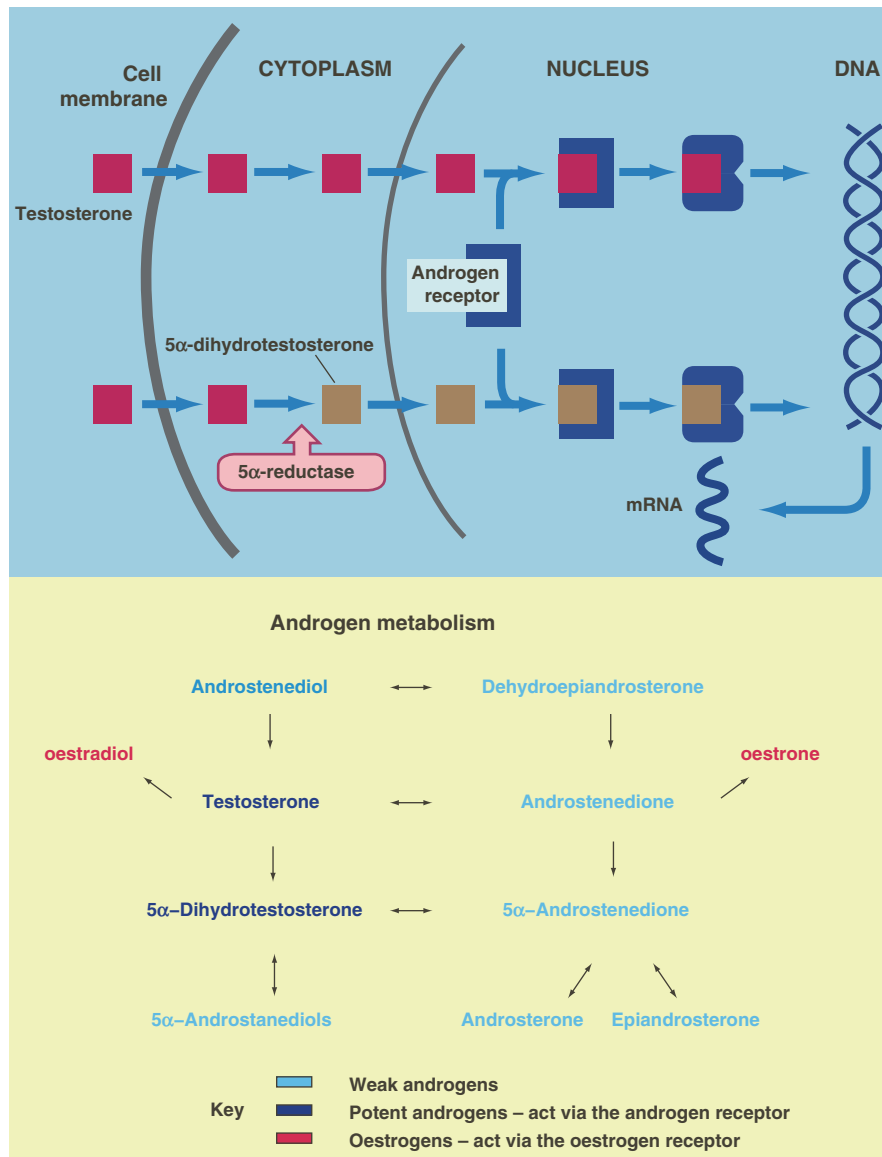 Cell
membrane
CYTOPLASM
NUCLEUS
DNA
Testosterone
Androgen
receptor
5α-dihydrotestosterone
5α-reductase
mRNA
Androgen metabolism
Androstenediol
Dehydroepiandrosterone
oestradiol
oestrone
Testosterone
Androstenedione
5α–Dihydrotestosterone
5α–Androstenedione
5α–Androstanediols
Androsterone
Epiandrosterone
Key
Weak androgens
Potent androgens – act via the androgen receptor
Oestrogens – act via the oestrogen receptor